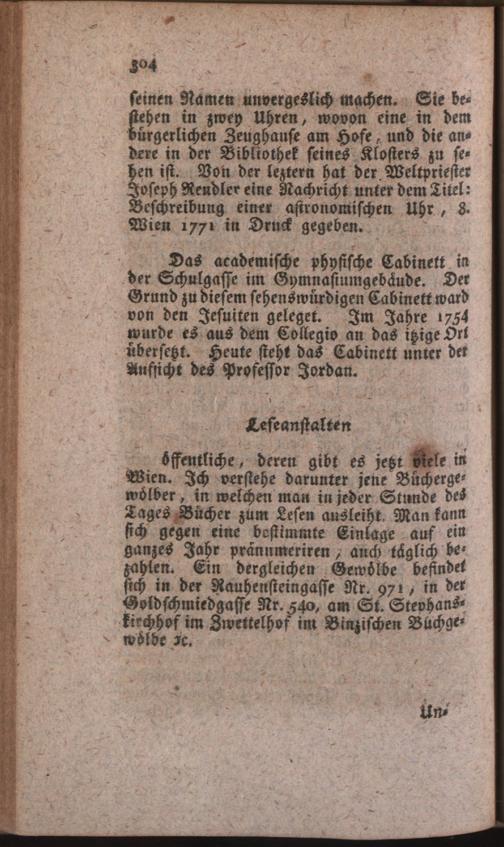 304
seinen Namen unvergeslich machen. Sie be-
stehen in zwey Uhren, wovon eine in dem
bürgerlichen Zeughause am Hofe, und die an-
dere in der Bibliothek seines Klosters zu se-
hen ist. Von der leztern hat der Weltpriester
Joseph Rendler eine Nachricht unter dem Titel:
Beschreibung einer astronomischen Uhr, 8.
Wien 1771 in Druck gegeben.
Das academische physische Cabinett in
der Schulgasse im Gymnasiumgebäude. Der
Grund zu diesem sehenswürdigen Cabinett ward
von den Jesuiten geleget. Im Jahre 1754
wurde es aus dem Collegio an das itzige Ort
übersetzt. Heute steht das Cabinett unter der
Aufsicht des Professor Jordan.
Leseanstalten
öffentliche, deren gibt es jetzt viele in
Wien. Ich verstehe darunter jene Bücherge-
wölber, in welchen man in jeder Stunde des
Tages Bücher zum Lesen ausleiht. Man kann
sich gegen eine bestimmte Einlage auf ein
ganzes Jahr pränumeriren, auch täglich be-
zahlen. Ein dergleichen Gewölbe befindet
sich in der Rauhensteingasse Nr. 971, in der
Goldschmiedgasse Nr. 540, am St. Stephans-
kirchhof im Zwettelhof im Binzischen Büchge-
wölbe ꝛc.
Un-